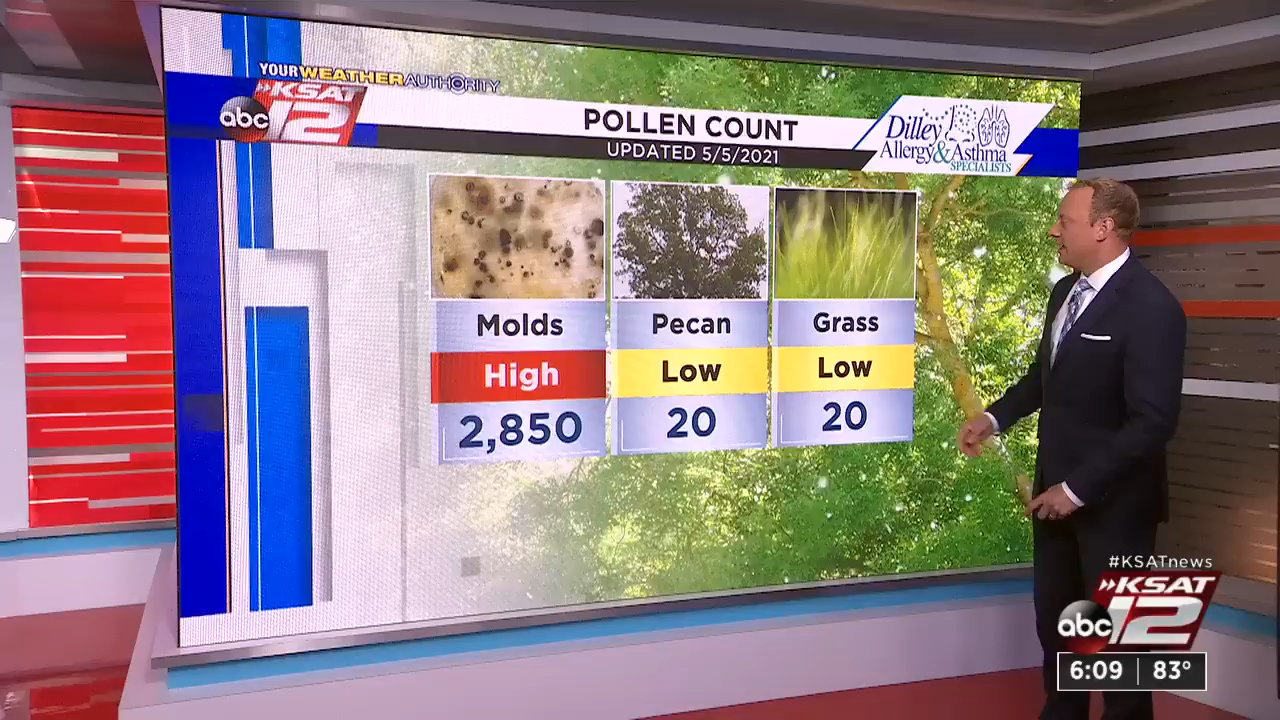 YOUR WEATHER AUTHORITY
abc KSAT 12
POLLEN COUNT
UPDATED 5/5/2021
Dilley
Allergy & Asthma
SPECIALISTS
Molds Pecan Grass
High Low Low
2,850 20 20
#KSATnews
KSAT
abc 12
6:09 83°